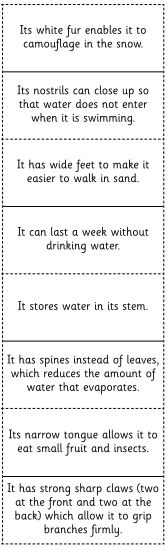 Its white fur enables it to
camouflage in the snow.
Its nostrils can close up so
that water does not enter
when it is swimming.
It has wide feet to make it
easier to walk in sand.
It can last a week without
drinking water.
It stores water in its stem.
It has spines instead of leaves,
which reduces the amount of
water that evaporates.
Its narrow tongue allows it to
eat small fruit and insects.
It has strong sharp claws (two
at the front and two at the
back) which allow it to grip
branches firmly.